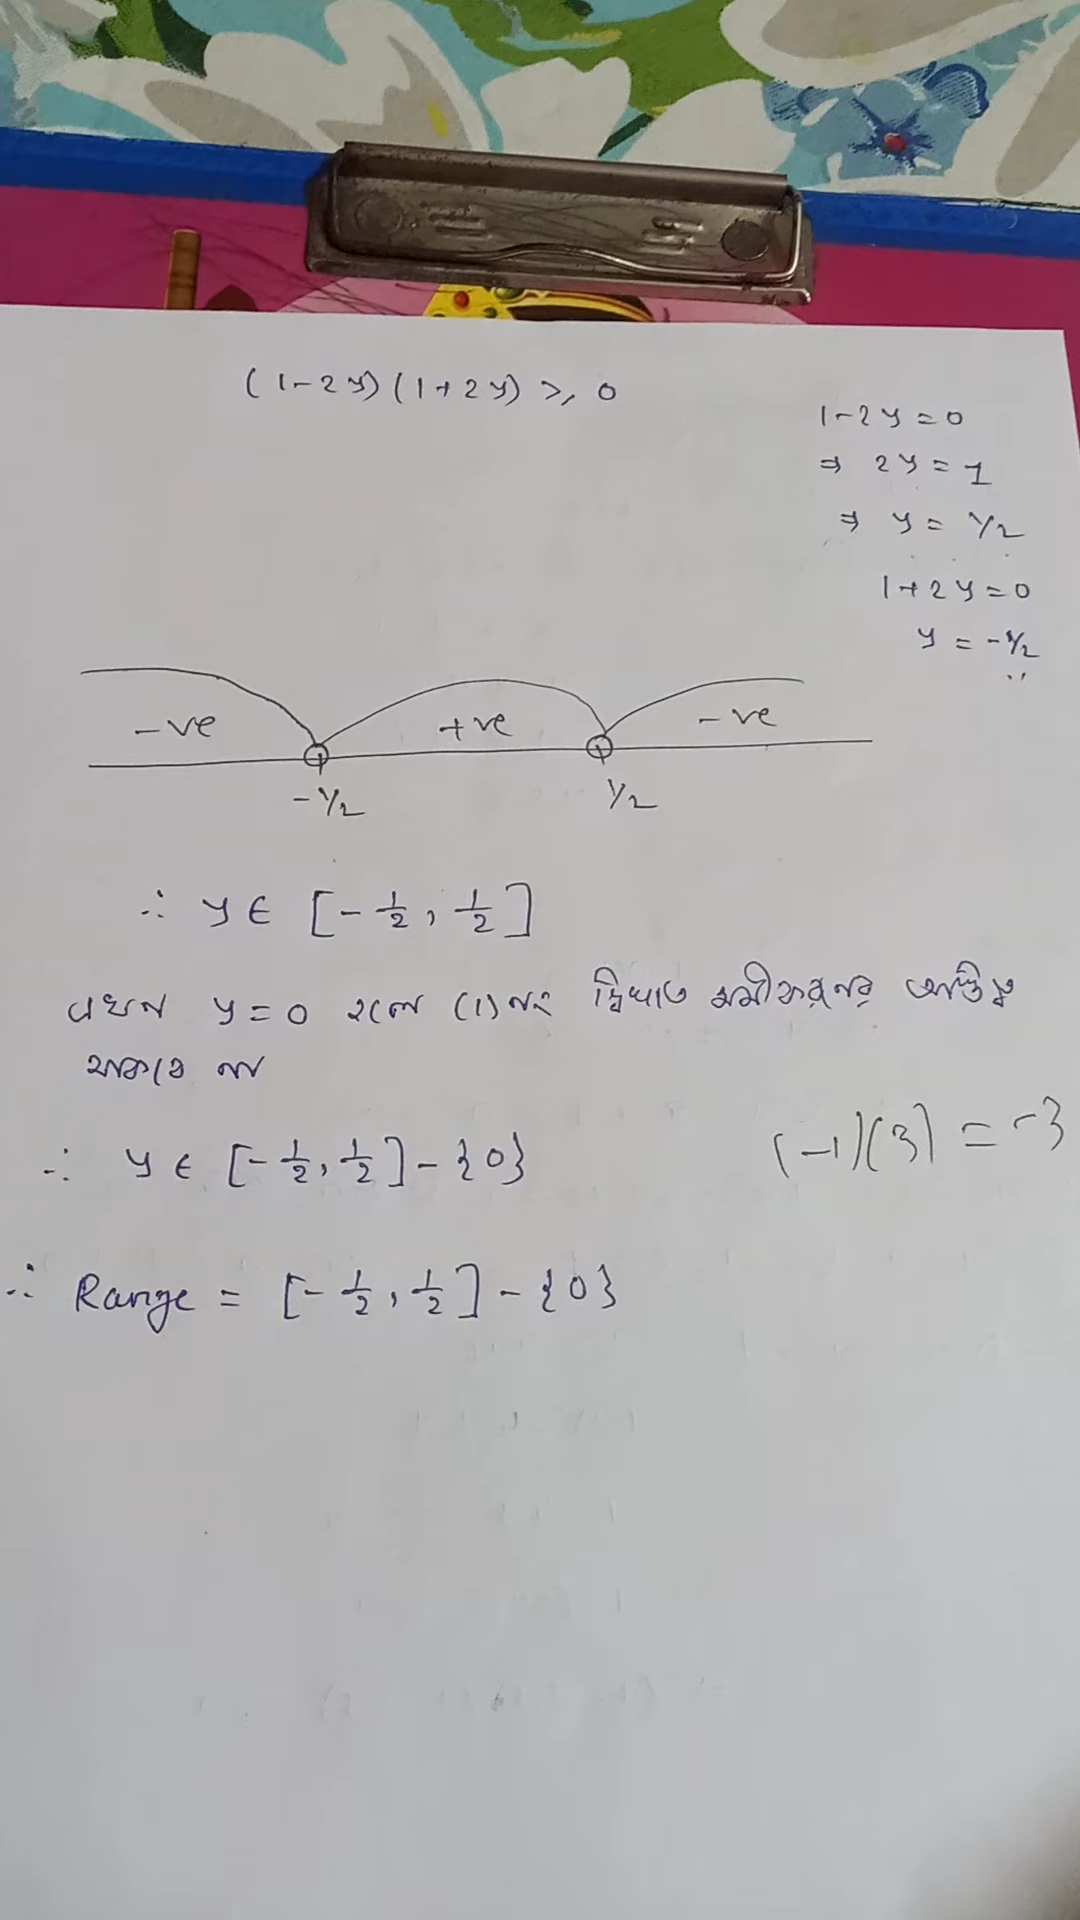 (1-2y)(1+2y) ≥ 0
1-2y=0
⇒ 2y = 1
⇒ y = 1/2
1+2y=0
y = -1/2
-ve +ve -ve
-1/2 1/2
∴ y ∈ [-1/2, 1/2]
এখন y=0 হলে (1)নং দ্বিঘাত সমীকরনের অস্তিত্ব
থাকবে না
∴ y ∈ [-1/2, 1/2] - {0}
(-1)(3) = -3
∴ Range = [-1/2, 1/2] - {0}